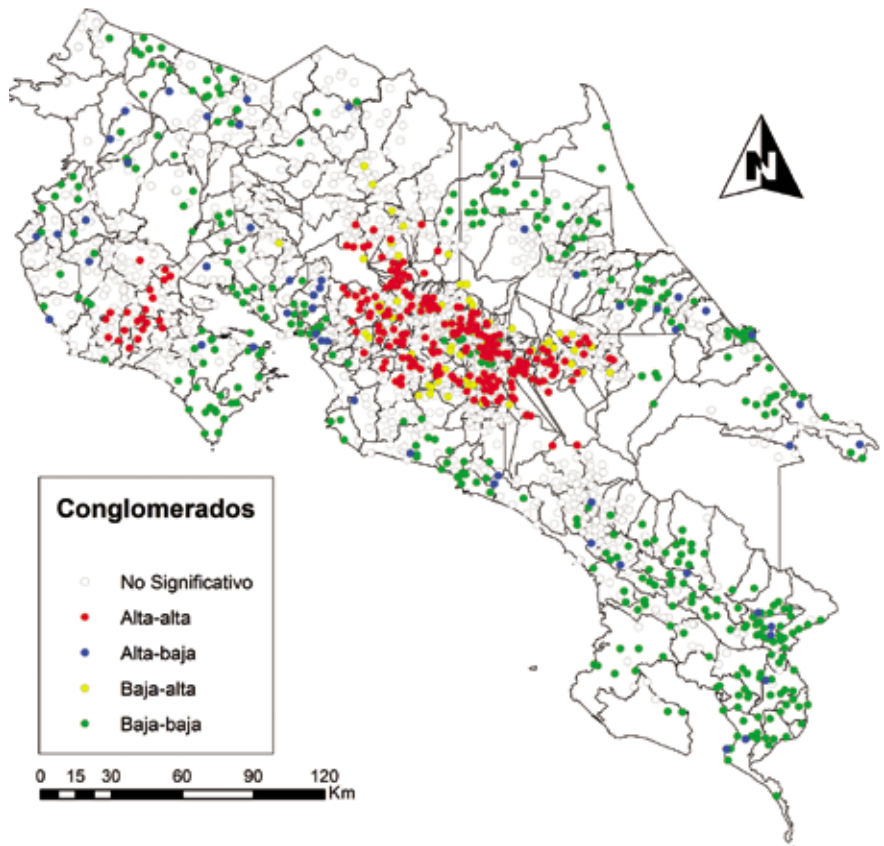 N
Conglomerados
No Significativo
Alta-alta
Alta-baja
Baja-alta
Baja-baja
0 15 30 60 90 120
Km